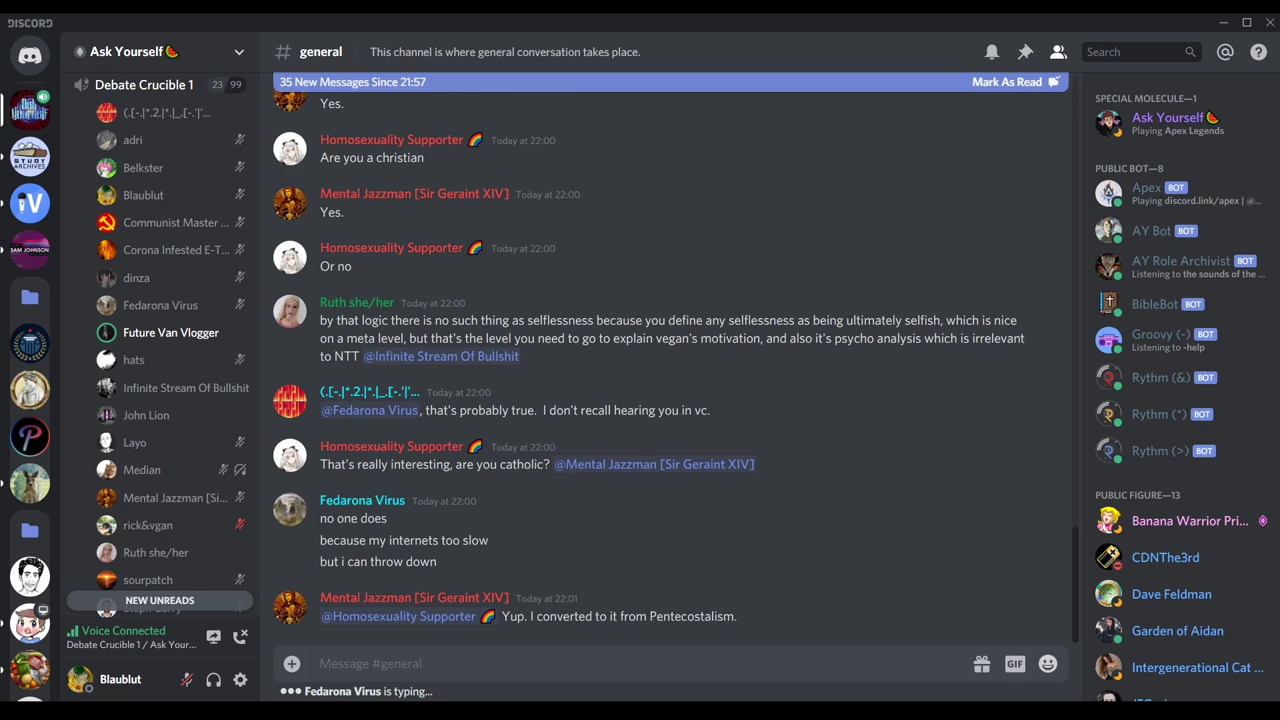 DISCORD
Ask Yourself🍉
Debate Crucible 1 23 99
(.[-.|*.2.|*.|_.[-.'|'...
adri
Belkster
Blaublut
Communist Master ...
Corona Infested E-T...
dinza
Fedarona Virus
Future Van Vlogger
hats
Infinite Stream Of Bullshit
John Lion
Layo
Median
Mental Jazzman [Si...
rick&vgan
Ruth she/her
sourpatch
NEW UNREADS
Voice Connected
Debate Crucible 1 / Ask Your...
Blaublut
STUDY
ARCHIVES
V
SAM JOHNSON
# general This channel is where general conversation takes place.
Search
35 New Messages Since 21:57 Mark As Read
Yes.
Homosexuality Supporter 🌈 Today at 22:00
Are you a christian
Mental Jazzman [Sir Geraint XIV] Today at 22:00
Yes.
Homosexuality Supporter 🌈 Today at 22:00
Or no
Ruth she/her Today at 22:00
by that logic there is no such thing as selflessness because you define any selflessness as being ultimately selfish, which is nice
on a meta level, but that's the level you need to go to explain vegan's motivation, and also it's psycho analysis which is irrelevant
to NTT @Infinite Stream Of Bullshit
(.[-.|*.2.|*.|_.[-.'|'... Today at 22:00
@Fedarona Virus, that's probably true. I don't recall hearing you in vc.
Homosexuality Supporter 🌈 Today at 22:00
That's really interesting, are you catholic? @Mental Jazzman [Sir Geraint XIV]
Fedarona Virus Today at 22:00
no one does
because my internets too slow
but i can throw down
Mental Jazzman [Sir Geraint XIV] Today at 22:01
@Homosexuality Supporter 🌈 Yup. I converted to it from Pentecostalism.
Message #general
GIF
Fedarona Virus is typing...
SPECIAL MOLECULE—1
Ask Yourself🍉
Playing Apex Legends
PUBLIC BOT—8
Apex BOT
Playing discord.link/apex | @...
AY Bot BOT
AY Role Archivist BOT
Listening to the sounds of the ...
BibleBot BOT
Groovy (-) BOT
Listening to -help
Rythm (&) BOT
Rythm (*) BOT
Rythm (>) BOT
PUBLIC FIGURE—13
Banana Warrior Pri...
CDNThe3rd
Dave Feldman
Garden of Aidan
Intergenerational Cat ...